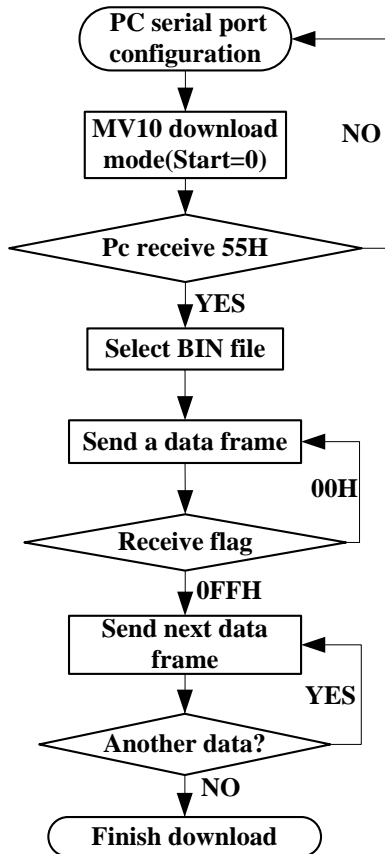 PC serial port
configuration
MV10 download
mode(Start=0)
NO
Pc receive 55H
YES
Select BIN file
Send a data frame
00H
Receive flag
0FFH
Send next data
frame
YES
Another data?
NO
Finish download